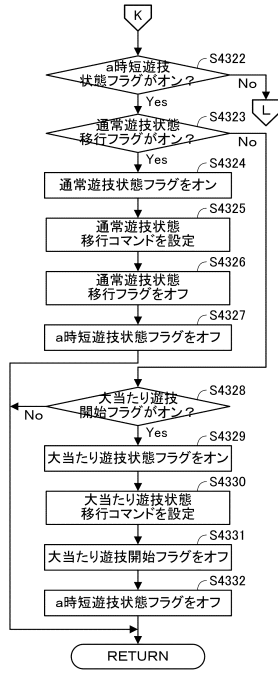 K
S4322
a時短遊技
状態フラグがオン?
No
L
Yes
S4323
通常遊技状態
移行フラグがオン?
No
Yes
S4324
通常遊技状態フラグをオン
S4325
通常遊技状態
移行コマンドを設定
S4326
通常遊技状態
移行フラグをオフ
S4327
a時短遊技状態フラグをオフ
S4328
大当たり遊技
開始フラグがオン?
No
Yes
S4329
大当たり遊技状態フラグをオン
S4330
大当たり遊技状態
移行コマンドを設定
S4331
大当たり遊技開始フラグをオフ
S4332
a時短遊技状態フラグをオフ
RETURN